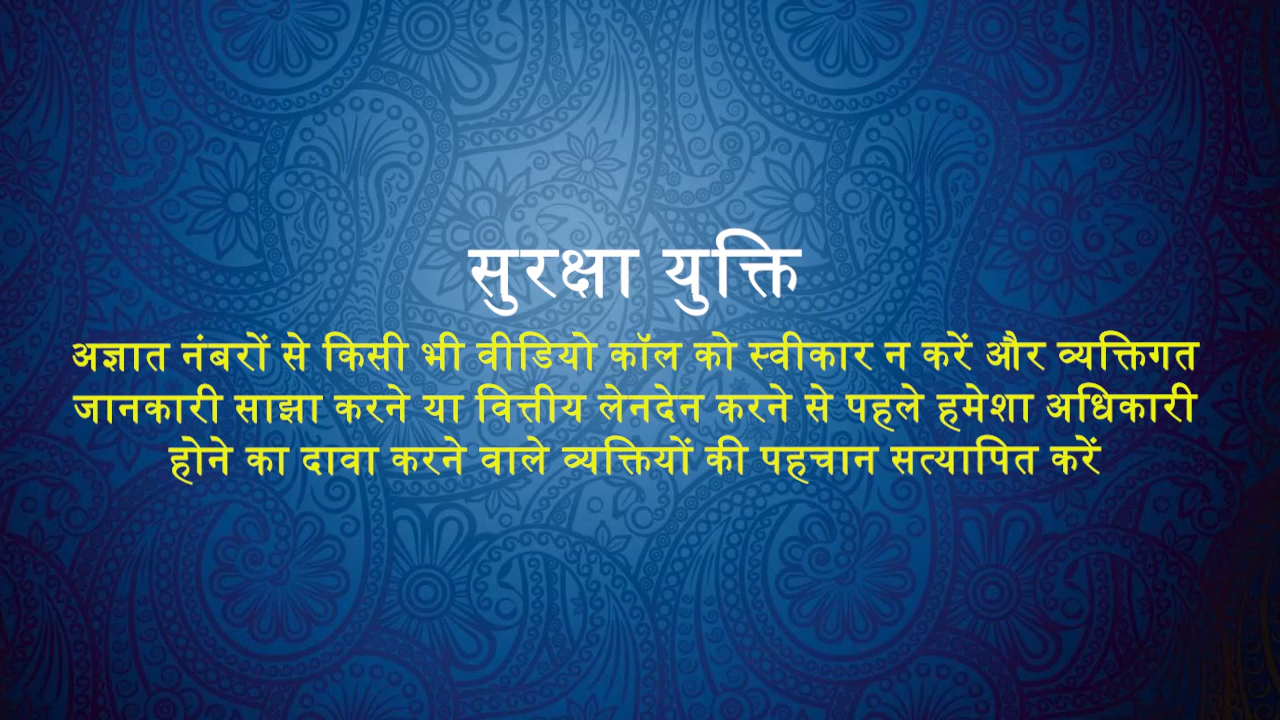 सुरक्षा युक्ति
अज्ञात नंबरों से किसी भी वीडियो कॉल को स्वीकार न करें और व्यक्तिगत
जानकारी साझा करने या वित्तीय लेनदेन करने से पहले हमेशा अधिकारी
होने का दावा करने वाले व्यक्तियों की पहचान सत्यापित करें